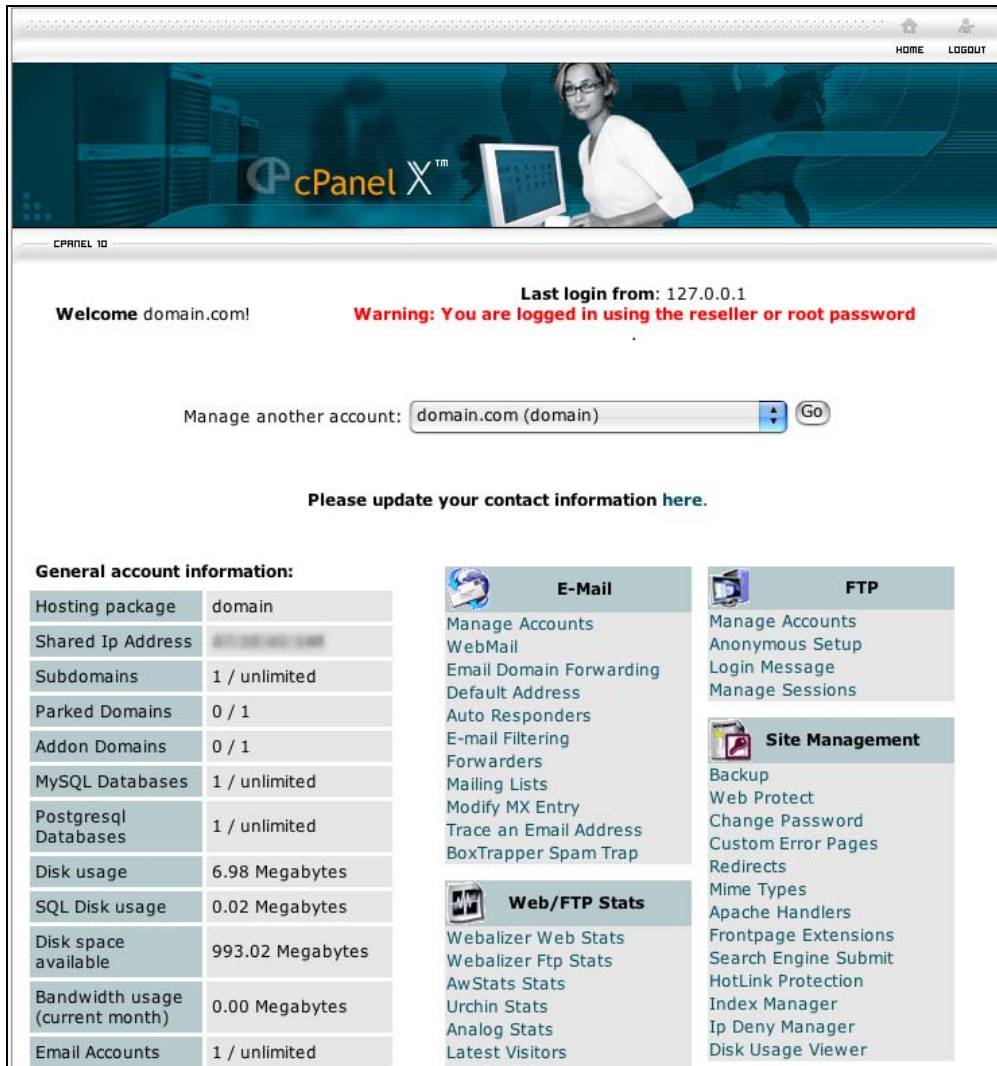 HOME LOGOUT
cPanel X™
CPANEL 10
Last login from: 127.0.0.1
Welcome domain.com!
Warning: You are logged in using the reseller or root password
.
Manage another account: domain.com (domain) Go
Please update your contact information here.
General account information:
Hosting package domain
Shared Ip Address
Subdomains 1 / unlimited
Parked Domains 0 / 1
Addon Domains 0 / 1
MySQL Databases 1 / unlimited
Postgresql
Databases
1 / unlimited
Disk usage 6.98 Megabytes
SQL Disk usage 0.02 Megabytes
Disk space
available
993.02 Megabytes
Bandwidth usage
(current month)
0.00 Megabytes
Email Accounts 1 / unlimited
E-Mail
Manage Accounts
WebMail
Email Domain Forwarding
Default Address
Auto Responders
E-mail Filtering
Forwarders
Mailing Lists
Modify MX Entry
Trace an Email Address
BoxTrapper Spam Trap
Web/FTP Stats
Webalizer Web Stats
Webalizer Ftp Stats
AwStats Stats
Urchin Stats
Analog Stats
Latest Visitors
FTP
Manage Accounts
Anonymous Setup
Login Message
Manage Sessions
Site Management
Backup
Web Protect
Change Password
Custom Error Pages
Redirects
Mime Types
Apache Handlers
Frontpage Extensions
Search Engine Submit
HotLink Protection
Index Manager
Ip Deny Manager
Disk Usage Viewer